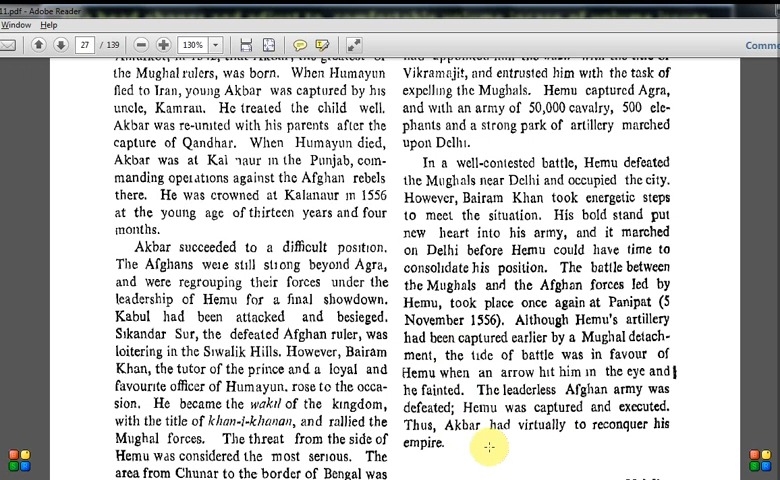 11.pdf - Adobe Reader
Window Help
27 / 139
130%
Comme
the Mughal rulers, was born. When Humayun
fled to Iran, young Akbar was captured by his
uncle, Kamran. He treated the child well.
Akbar was re-united with his parents after the
capture of Qandhar. When Humayun died,
Akbar was at Kal naur in the Punjab, com-
manding operations against the Afghan rebels
there. He was crowned at Kalanaur in 1556
at the young age of thirteen years and four
months.
Akbar succeeded to a difficult position.
The Afghans were still strong beyond Agra,
and were regrouping their forces under the
leadership of Hemu for a final showdown.
Kabul had been attacked and besieged.
Sikandar Sur, the defeated Afghan ruler, was
loitering in the Siwalik Hills. However, Bairam
Khan, the tutor of the prince and a loyal and
favourite officer of Humayun, rose to the occa-
sion. He became the wakil of the kingdom,
with the title of khan-i-khanan, and rallied the
Mughal forces. The threat from the side of
Hemu was considered the most serious. The
area from Chunar to the border of Bengal was
Vikramajit, and entrusted him with the task of
expelling the Mughals. Hemu captured Agra,
and with an army of 50,000 cavalry, 500 ele-
phants and a strong park of artillery marched
upon Delhi.
In a well-contested battle, Hemu defeated
the Mughals near Delhi and occupied the city.
However, Bairam Khan took energetic steps
to meet the situation. His bold stand put
new heart into his army, and it marched
on Delhi before Hemu could have time to
consolidate his position. The battle between
the Mughals and the Afghan forces led by
Hemu, took place once again at Panipat (5
November 1556). Although Hemu's artillery
had been captured earlier by a Mughal detach-
ment, the tide of battle was in favour of
Hemu when an arrow hit him in the eye and
he fainted. The leaderless Afghan army was
defeated; Hemu was captured and executed.
Thus, Akbar had virtually to reconquer his
empire.